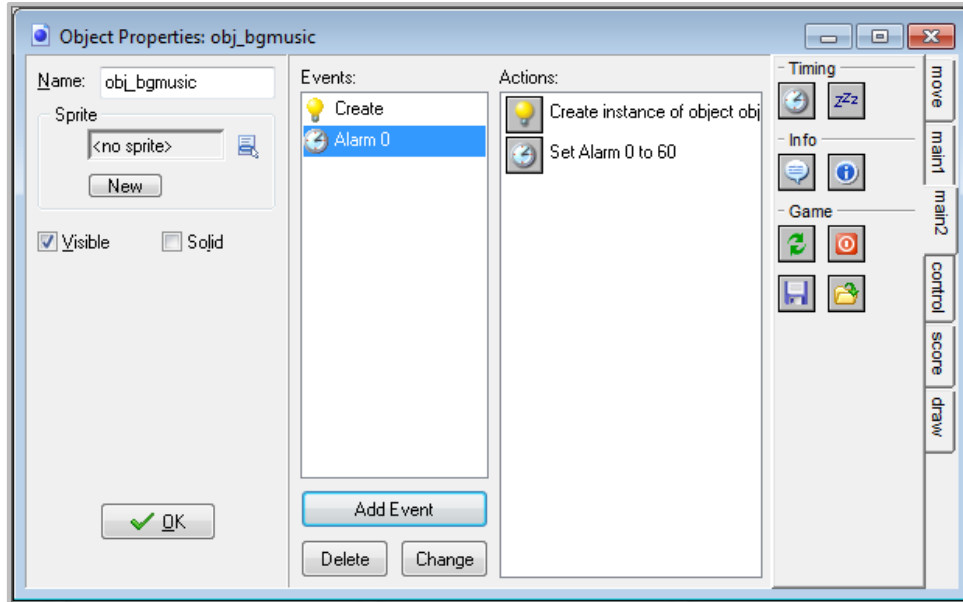 Object Properties: obj_bgmusic
Name: obj_bgmusic
Sprite
<no sprite>
New
Visible
Solid
OK
Events:
Create
Alarm 0
Add Event
Delete
Change
Actions:
Create instance of object obj
Set Alarm 0 to 60
Timing
zZz
Info
Game
move
main1
main2
control
score
draw